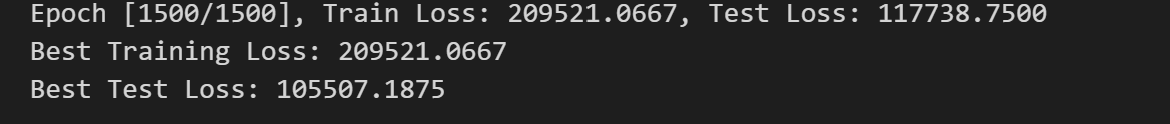 Epoch [1500/1500], Train Loss: 209521.0667, Test Loss: 117738.7500
Best Training Loss: 209521.0667
Best Test Loss: 105507.1875